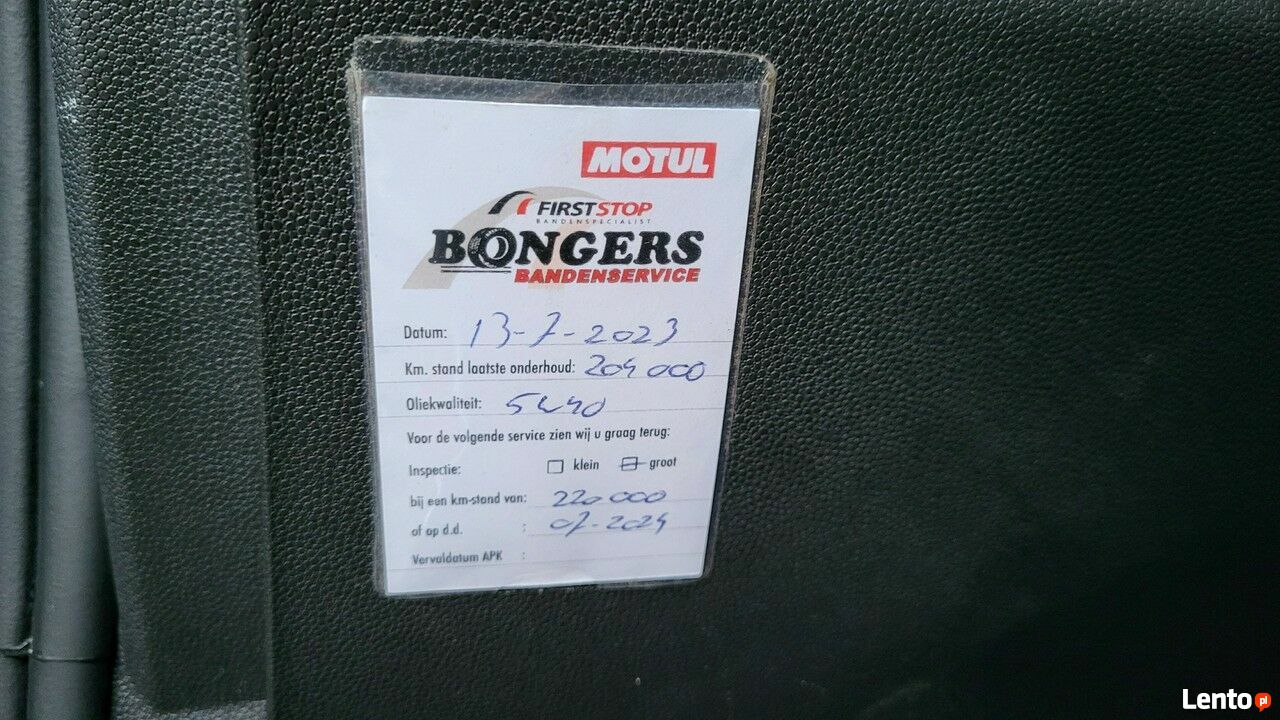 MOTUL
FIRSTSTOP
BANDENSPECIALIST
BONGERS
BANDENSERVICE
Datum: 13-7-2023
Km. stand laatste onderhoud: 204 000
Oliekwaliteit: 5W40
Voor de volgende service zien wij u graag terug:
Inspectie: klein groot
bij een km-stand van: 220 000
of op d.d. : 07-2024
Vervaldatum APK :
Lento.pl